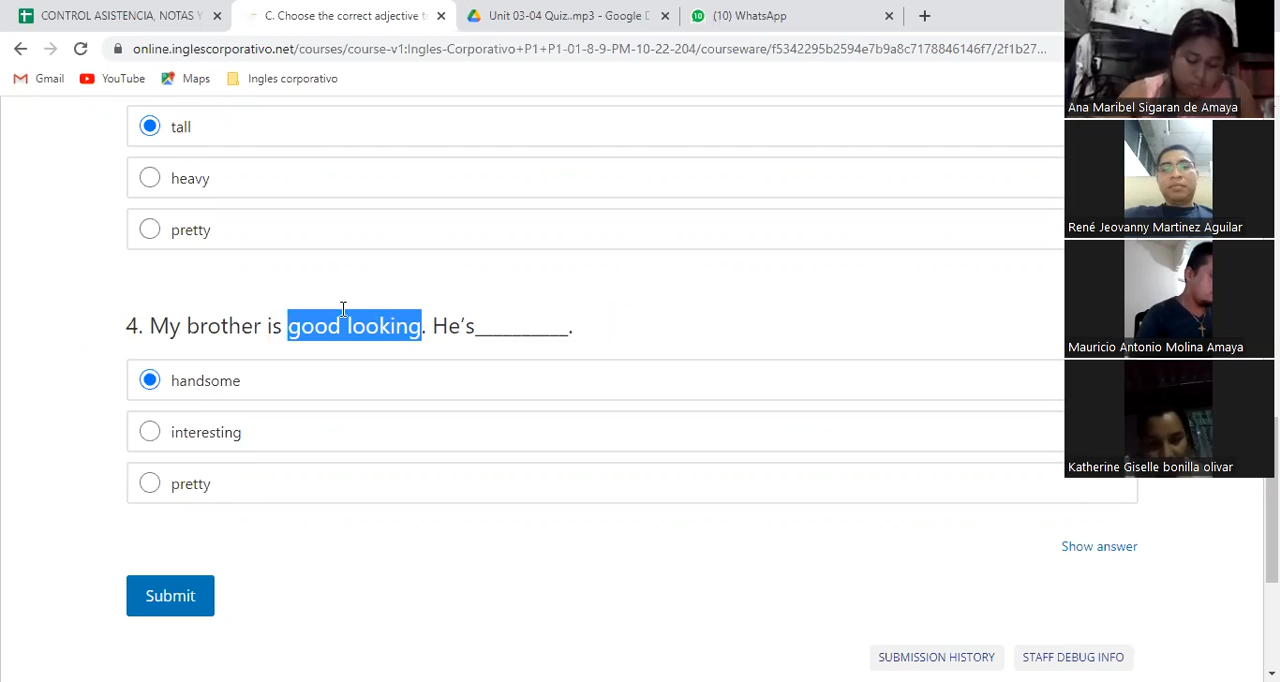 CONTROL ASISTENCIA, NOTAS Y
C. Choose the correct adjective t
Unit 03-04 Quiz..mp3 - Google D
(10) WhatsApp
online.inglescorporativo.net/courses/course-v1:Ingles-Corporativo+P1+P1-01-8-9-PM-10-22-204/courseware/f5342295b2594e7b9a8c7178846146f7/2f1b27...
Gmail
YouTube
Maps
Ingles corporativo
tall
heavy
pretty
4. My brother is good looking. He's__________.
handsome
interesting
pretty
Show answer
Submit
SUBMISSION HISTORY
STAFF DEBUG INFO
Ana Maribel Sigaran de Amaya
René Jeovanny Martinez Aguilar
Mauricio Antonio Molina Amaya
Katherine Giselle bonilla olivar